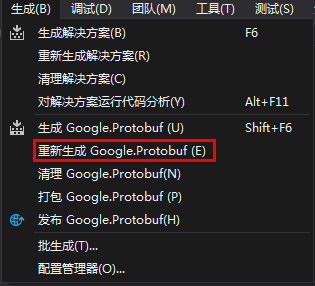 生成(B) 调试(D) 团队(M) 工具(T) 测试(S)
生成解决方案(B) F6
重新生成解决方案(R)
清理解决方案(C)
对解决方案运行代码分析(Y) Alt+F11
生成 Google.Protobuf (U) Shift+F6
重新生成 Google.Protobuf (E)
清理 Google.Protobuf(N)
打包 Google.Protobuf (P)
发布 Google.Protobuf(H)
批生成(T)...
配置管理器(O)...